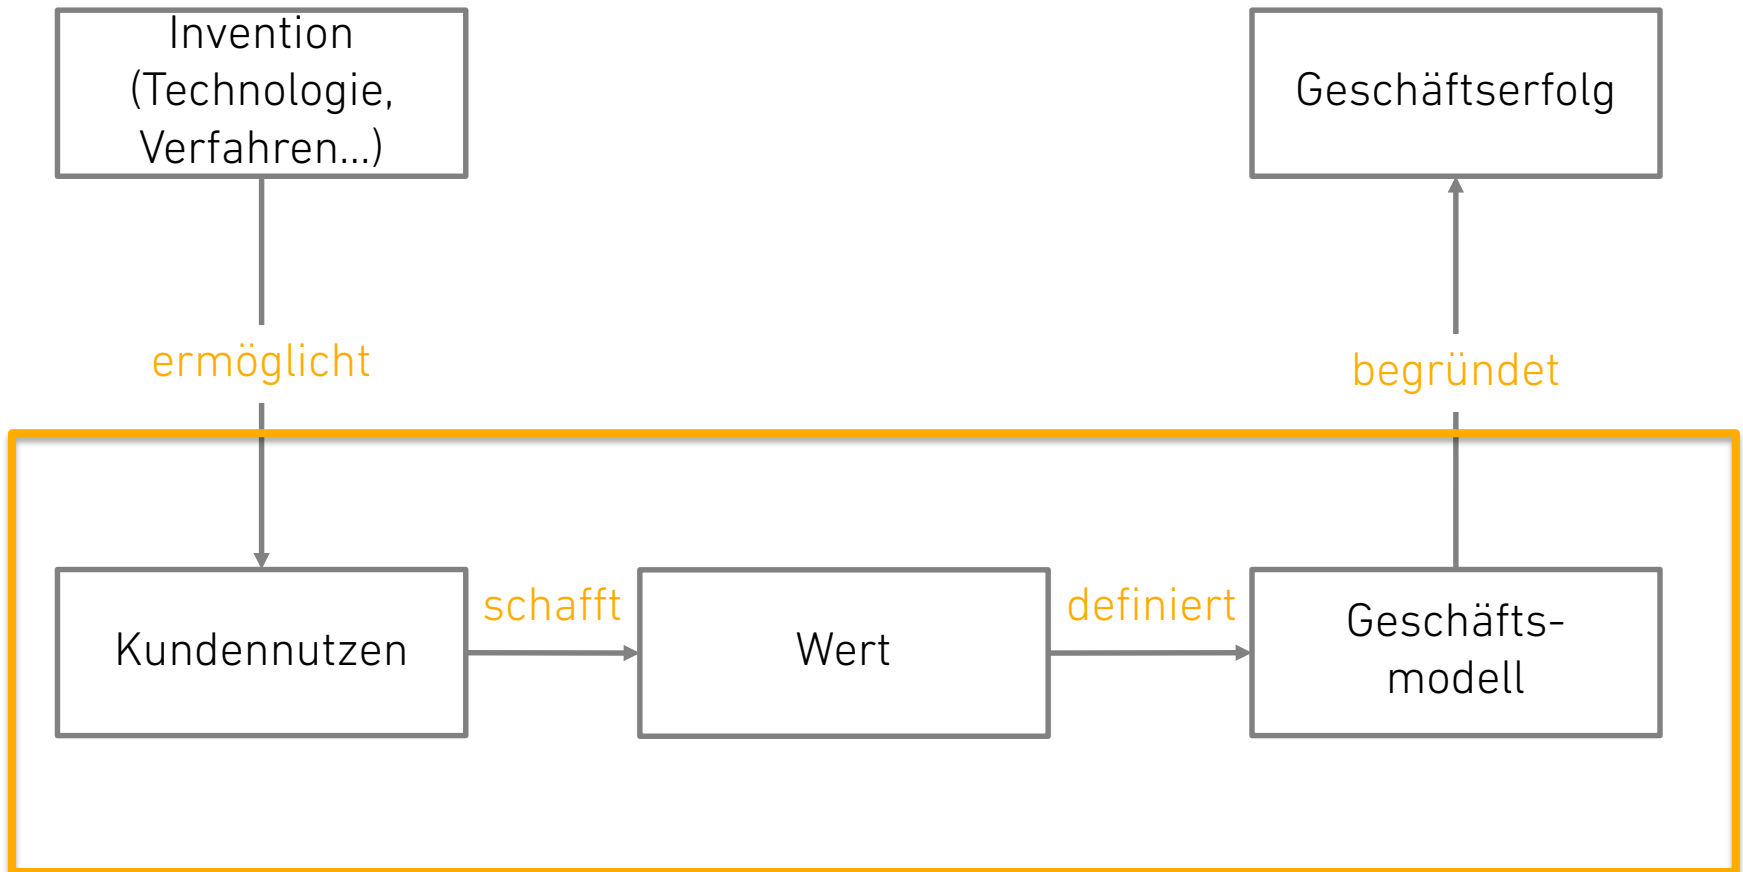 Invention
(Technologie,
Verfahren...)
Geschäftserfolg
ermöglicht
begründet
Kundennutzen
schafft
Wert
definiert
Geschäfts-
modell